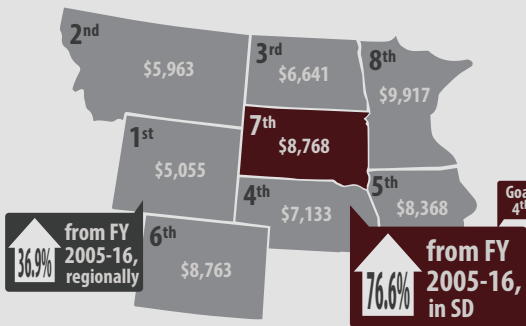 2nd
$5,963
3rd
$6,641
8th
$9,917
1st
$5,055
7th
$8,768
4th
$7,133
5th
$8,368
6th
$8,763
36.9%
from FY
2005-16,
regionally
76.6%
from FY
2005-16,
in SD
Goa
4th